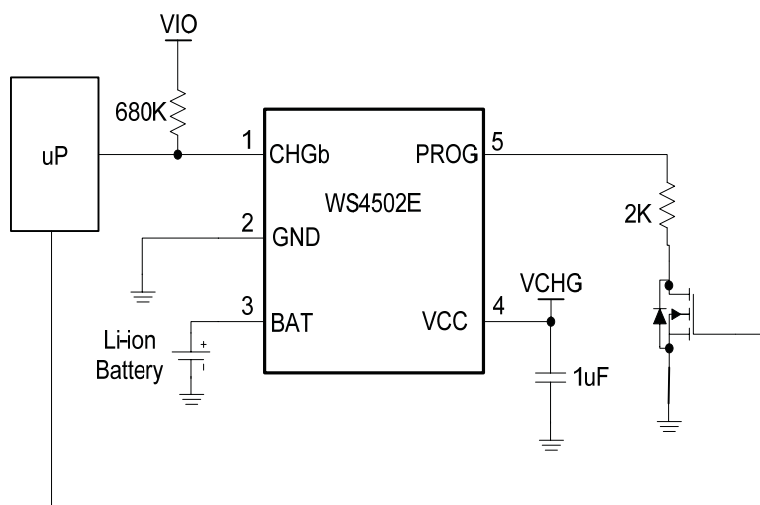 VIO
680K
uP
1
CHGb
PROG
5
WS4502E
2K
2
GND
VCHG
3
BAT
VCC
4
Li-ion
Battery
+
-
1uF